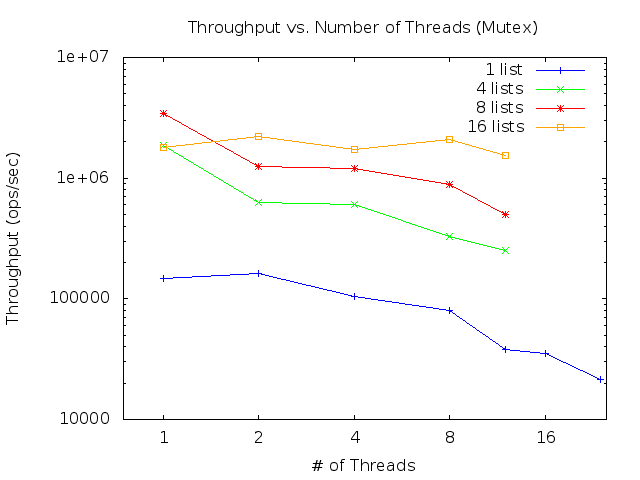 Throughput vs. Number of Threads (Mutex)
1e+07
1 list
4 lists
8 lists
16 lists
1e+06
Throughput (ops/sec)
100000
10000
1 2 4 8 16
# of Threads